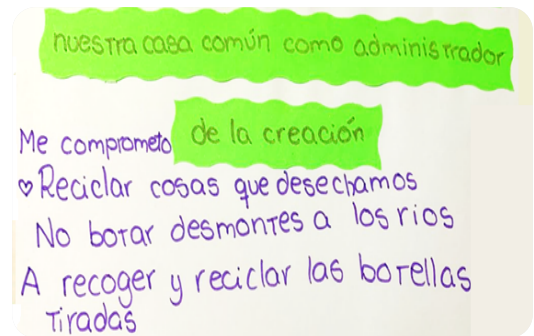 nuestra casa común como administrador
de la creación
Me comprometo
♡ Reciclar cosas que desechamos
No botar desmontes a los rios
A recoger y reciclar las botellas
tiradas